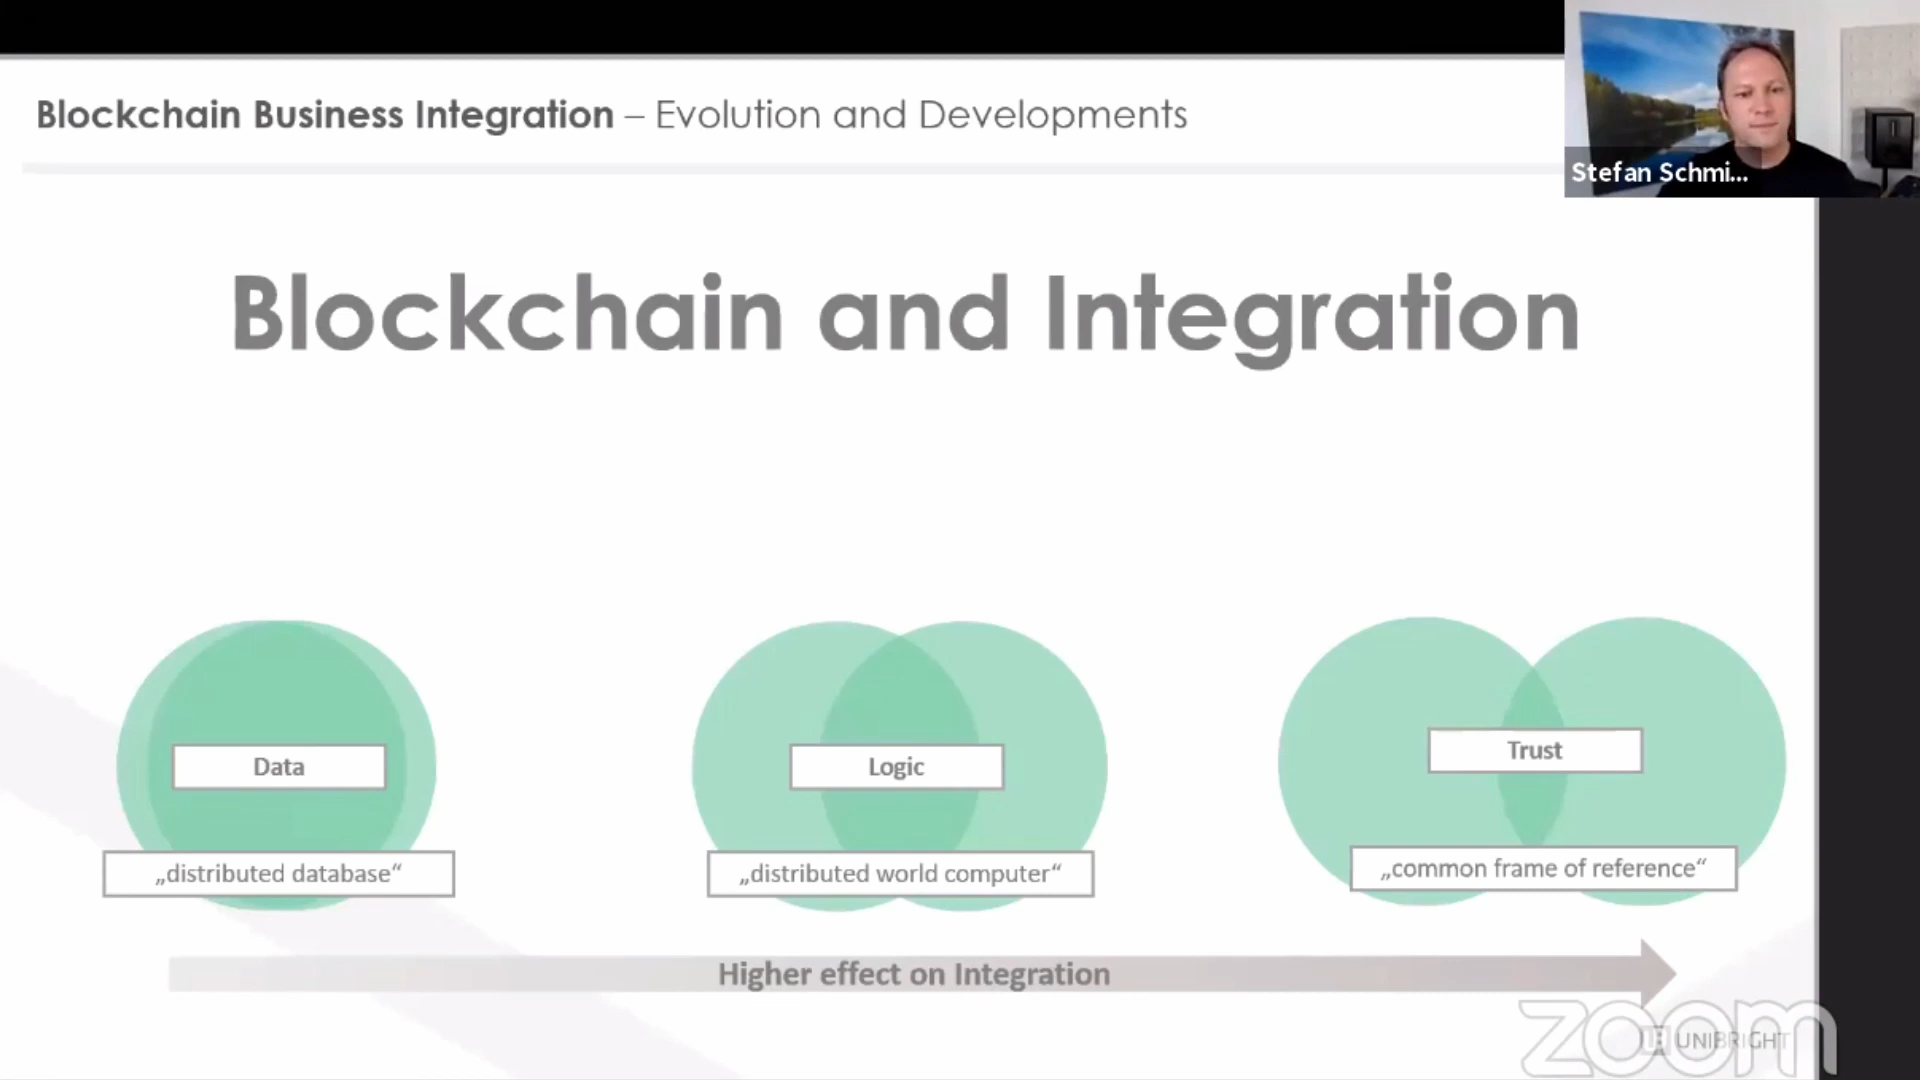 Blockchain Business Integration – Evolution and Developments
Stefan Schmi...
Blockchain and Integration
Data
Logic
Trust
„distributed database“
„distributed world computer“
„common frame of reference“
Higher effect on Integration
zoom
UNIBRIGHT